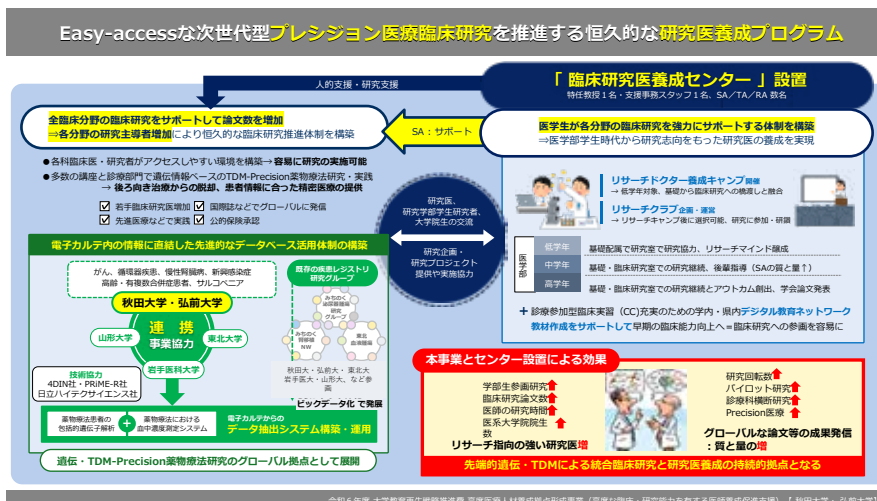 Easy-accessな次世代型プレシジョン医療臨床研究を推進する恒久的な研究医養成プログラム
人的支援・研究支援
「 臨床研究医養成センター 」 設置
特任教授１名・支援事務スタッフ１名、SA／TA／RA 数名
全臨床分野の臨床研究をサポートして論文数を増加
⇒各分野の研究主導者増加により恒久的な臨床研究推進体制を構築
SA：サポート
医学生が各分野の臨床研究を強力にサポートする体制を構築
⇒医学部学生時代から研究志向をもった研究医の養成を実現
●各科臨床医・研究者がアクセスしやすい環境を構築→ 容易に研究の実施可能
●多数の講座と診療部門で遺伝情報ベースのTDM-Precision薬物療法研究・実践
→ 後ろ向き治療からの脱却、患者情報に合った精密医療の提供
☑ 若手臨床研究医増加 ☑ 国際誌などでグローバルに発信
☑ 先進医療などで実践 ☑ 公的保険承認
研究医、
研究学部学生研究者、
大学院生の交流
研究企画・
研究プロジェクト
提供や実施協力
リサーチドクター養成キャンプ開催
→ 低学年対象、基礎から臨床研究への橋渡しと融合
リサーチクラブ企画・運営
→ リサーチキャンプ後に選択可能、研究に参加・研鑽
医学部
低学年 基礎配属で研究室で研究協力、リサーチマインド醸成
中学年 基礎・臨床研究室での研究継続、後輩指導（SAの質と量↑）
高学年 基礎・臨床研究室での研究継続とアウトカム創出、学会論文発表
＋ 診療参加型臨床実習（CC)充実のための学内・県内デジタル教育ネットワーク
教材作成をサポートして早期の臨床能力向上へ＝臨床研究への参画を容易に
電子カルテ内の情報に直結した先進的なデータベース活用体制の構築
がん、循環器疾患、慢性腎臓病、新興感染症
高齢・有複数合併症患者、サルコペニア
秋田大学・弘前大学
連 携
事業協力
山形大学
東北大学
岩手医科大学
既存の疾患レジストリ
研究グループ
みちのく
泌尿器腫瘍
研究
グループ
みちのく
腎移植
NW
東北
血液腫瘍
秋田大・弘前大・ 東北大
岩手医大・山形大、など参
画
ビックデータ化 で発展
技術協力
4DIN社・PRiME-R社
日立ハイテクサイエンス社
薬物療法患者の
包括的遺伝子解析
＋
薬物療法における
血中濃度測定システム
電子カルテからの
データ抽出システム構築・運用
遺伝・TDM-Precision薬物療法研究のグローバル拠点として展開
本事業とセンター設置による効果
学部生参画研究
臨床研究論文数
医師の研究時間
医系大学院院生
数
リサーチ指向の強い研究医増
研究回転数
パイロット研究
診療科横断研究
Precision医療
グローバルな論文等の成果発信
：質と量の増
先端的遺伝・TDMによる統合臨床研究と研究医養成の持続的拠点となる